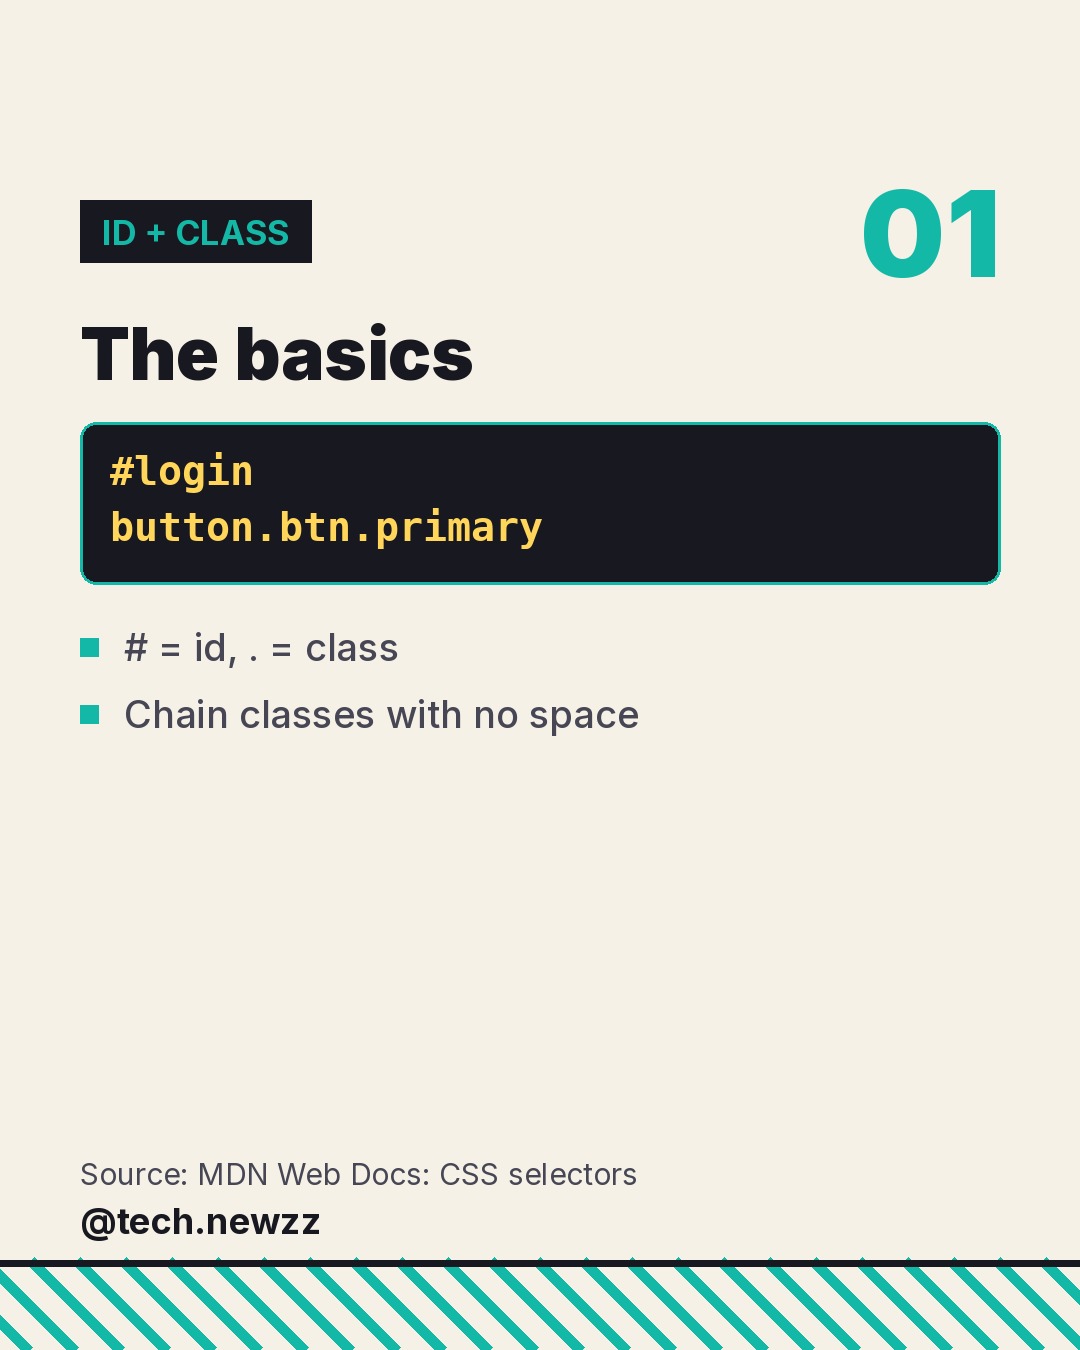 ID + CLASS
01
The basics
#login
button.btn.primary
# = id, . = class
Chain classes with no space
Source: MDN Web Docs: CSS selectors
@tech.newzz